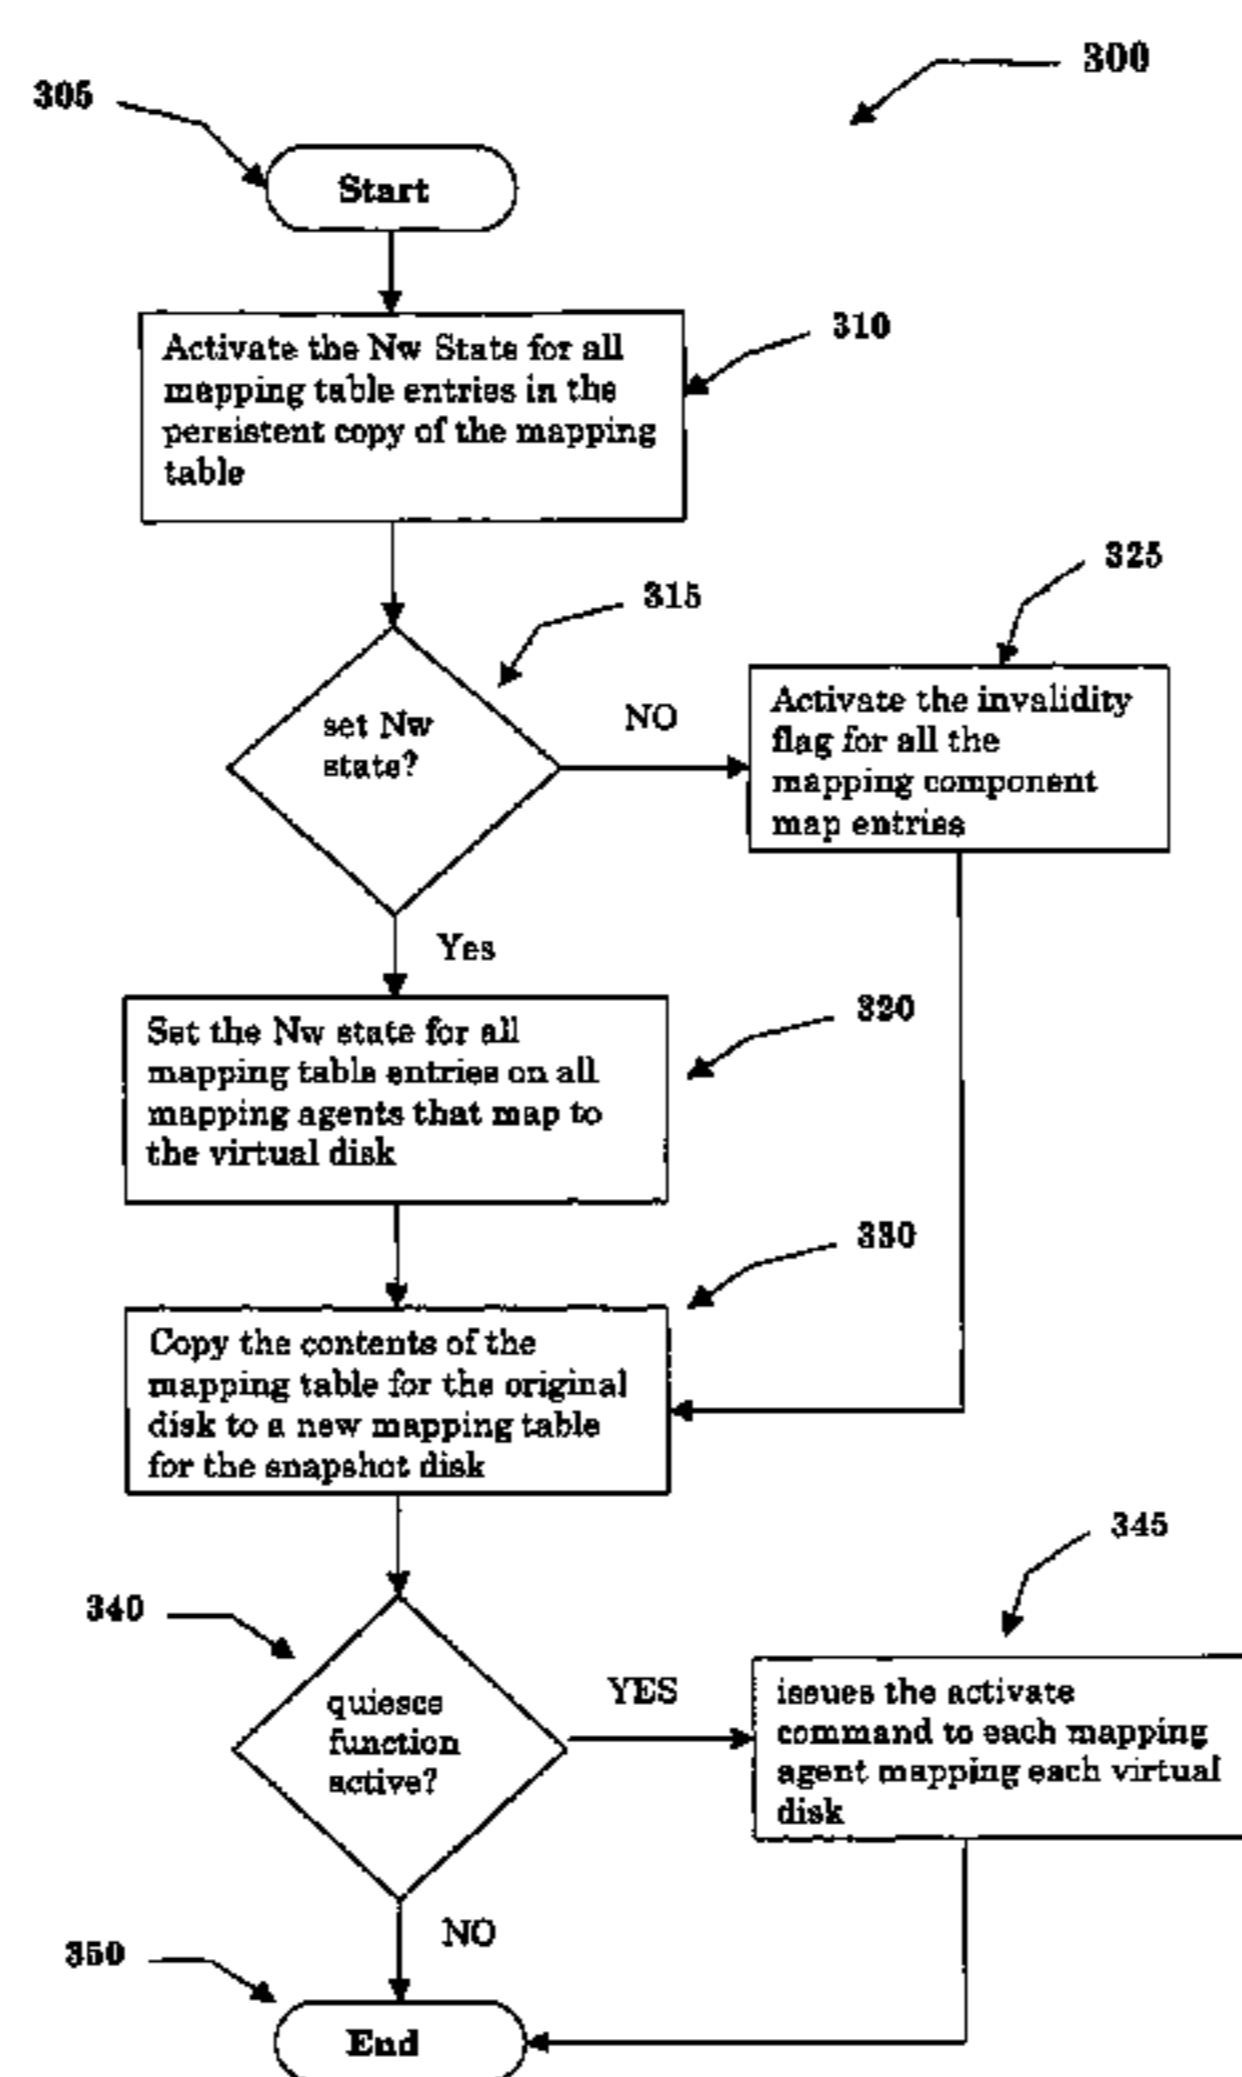 300
305
Start
310
Activate the Nw State for all
mapping table entries in the
persistent copy of the mapping
table
315
set Nw
state?
NO
325
Activate the invalidity
flag for all the
mapping component
map entries
Yes
320
Set the Nw state for all
mapping table entries on all
mapping agents that map to
the virtual disk
330
Copy the contents of the
mapping table for the original
disk to a new mapping table
for the snapshot disk
340
quiesce
function
active?
YES
345
issues the activate
command to each mapping
agent mapping each virtual
disk
NO
350
End